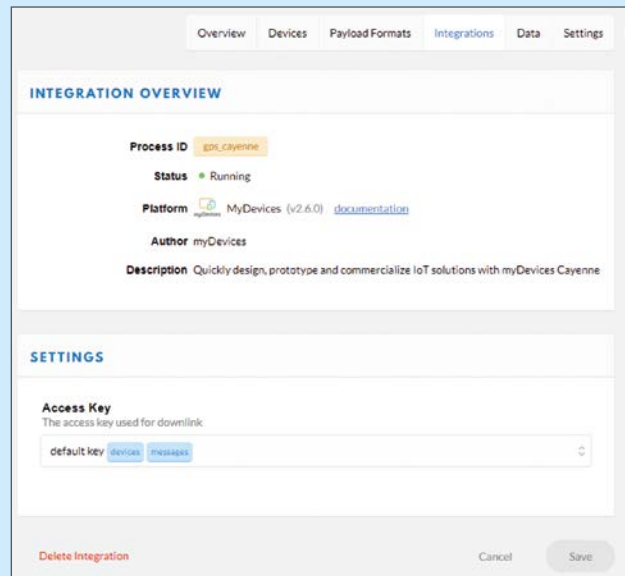 Overview Devices Payload Formats Integrations Data Settings
INTEGRATION OVERVIEW
Process ID gps_cayenne
Status Running
Platform myDevices MyDevices (v2.6.0) documentation
Author myDevices
Description Quickly design, prototype and commercialize IoT solutions with myDevices Cayenne
SETTINGS
Access Key
The access key used for downlink
default key devices messages
Delete Integration Cancel Save